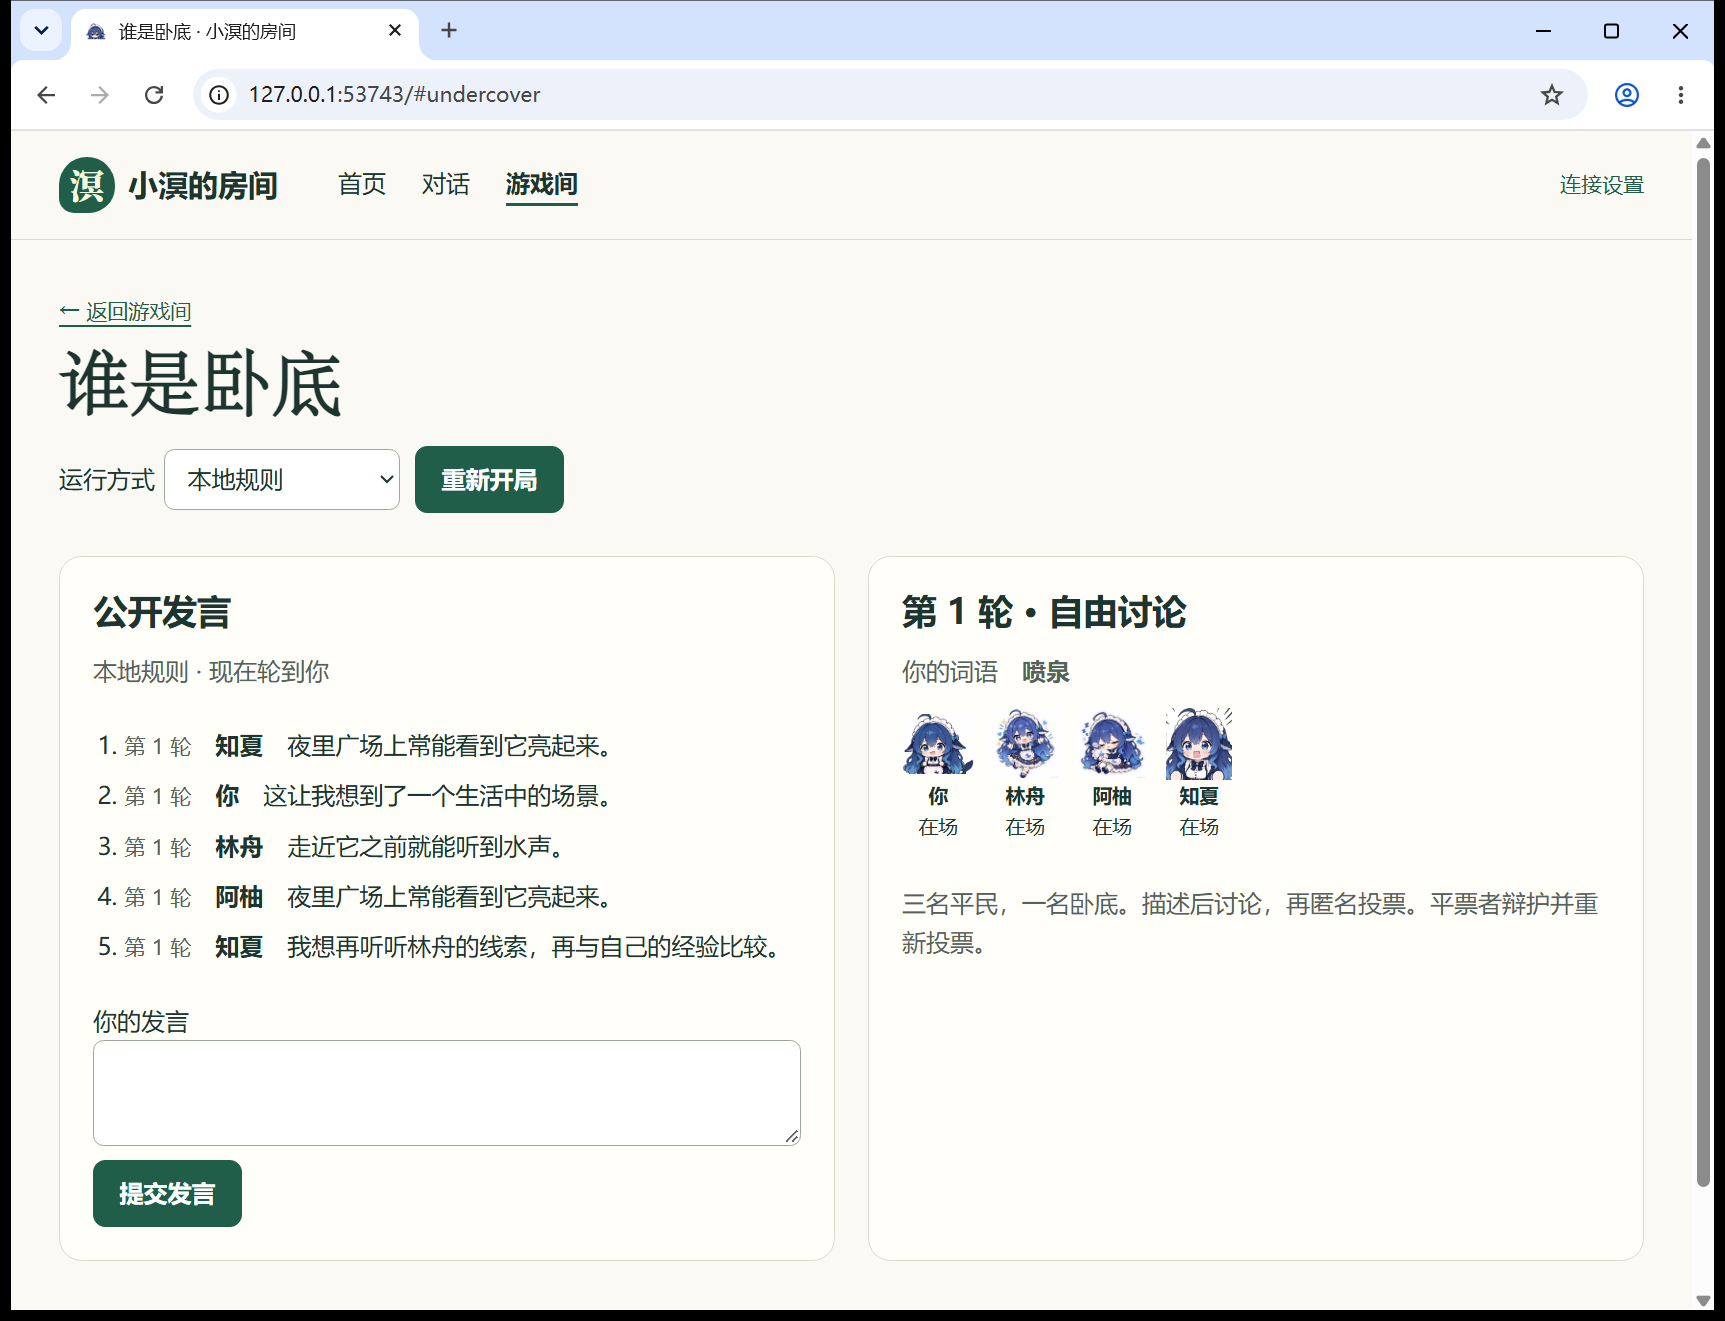 谁是卧底 · 小溟的房间
127.0.0.1:53743/#undercover
溟 小溟的房间 首页 对话 游戏间 连接设置
← 返回游戏间
谁是卧底
运行方式 本地规则 重新开局
公开发言
本地规则 · 现在轮到你
1. 第 1 轮 知夏 夜里广场上常能看到它亮起来。
2. 第 1 轮 你 这让我想到了一个生活中的场景。
3. 第 1 轮 林舟 走近它之前就能听到水声。
4. 第 1 轮 阿柚 夜里广场上常能看到它亮起来。
5. 第 1 轮 知夏 我想再听听林舟的线索，再与自己的经验比较。
你的发言
提交发言
第 1 轮 · 自由讨论
你的词语 喷泉
你 林舟 阿柚 知夏
在场 在场 在场 在场
三名平民，一名卧底。描述后讨论，再匿名投票。平票者辩护并重
新投票。